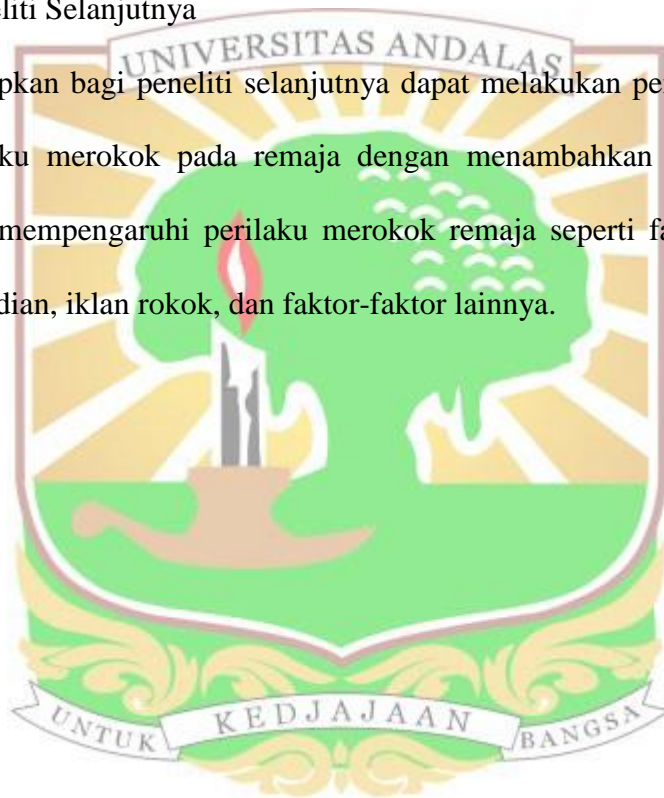 eliti Selanjutnya
UNIVERSITAS ANDALAS
pkan bagi peneliti selanjutnya dapat melakukan pe
ku merokok pada remaja dengan menambahkan
mempengaruhi perilaku merokok remaja seperti fa
dian, iklan rokok, dan faktor-faktor lainnya.
UNTUK KEDJAJAAN BANGSA